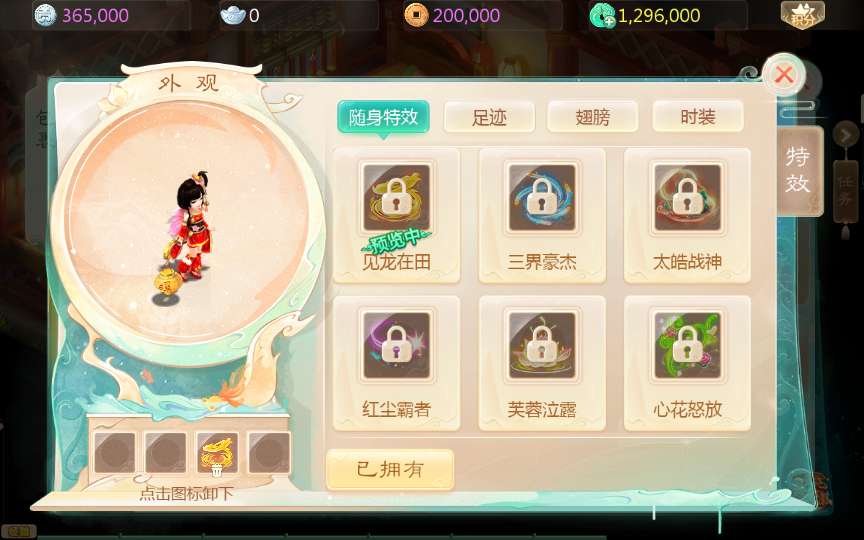 365,000
0
200,000
1,296,000
积分
外观
随身特效
足迹
翅膀
时装
特效
任务
预览中
见龙在田
三界豪杰
太皓战神
红尘霸者
芙蓉泣露
心花怒放
已拥有
点击图标卸下